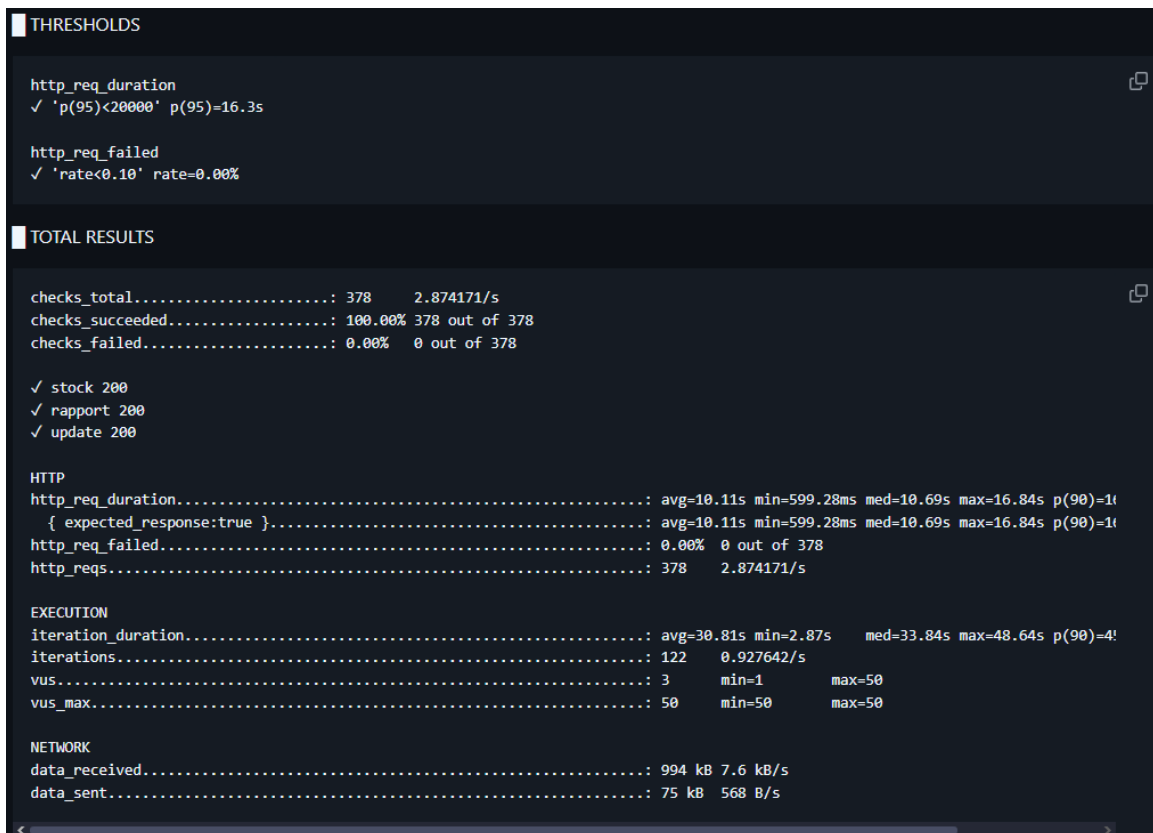 THRESHOLDS
http_req_duration
✓ 'p(95)<20000' p(95)=16.3s
http_req_failed
✓ 'rate<0.10' rate=0.00%
TOTAL RESULTS
checks_total.......................: 378     2.874171/s
checks_succeeded...................: 100.00% 378 out of 378
checks_failed......................: 0.00%   0 out of 378
✓ stock 200
✓ rapport 200
✓ update 200
HTTP
http_req_duration.......................................................: avg=10.11s min=599.28ms med=10.69s max=16.84s p(90)=16
{ expected_response:true }............................................: avg=10.11s min=599.28ms med=10.69s max=16.84s p(90)=16
http_req_failed.........................................................: 0.00%  0 out of 378
http_reqs...............................................................: 378    2.874171/s
EXECUTION
iteration_duration......................................................: avg=30.81s min=2.87s    med=33.84s max=48.64s p(90)=45
iterations..............................................................: 122    0.927642/s
vus.....................................................................: 3      min=1        max=50
vus_max.................................................................: 50     min=50       max=50
NETWORK
data_received...........................................................: 994 kB 7.6 kB/s
data_sent...............................................................: 75 kB  568 B/s